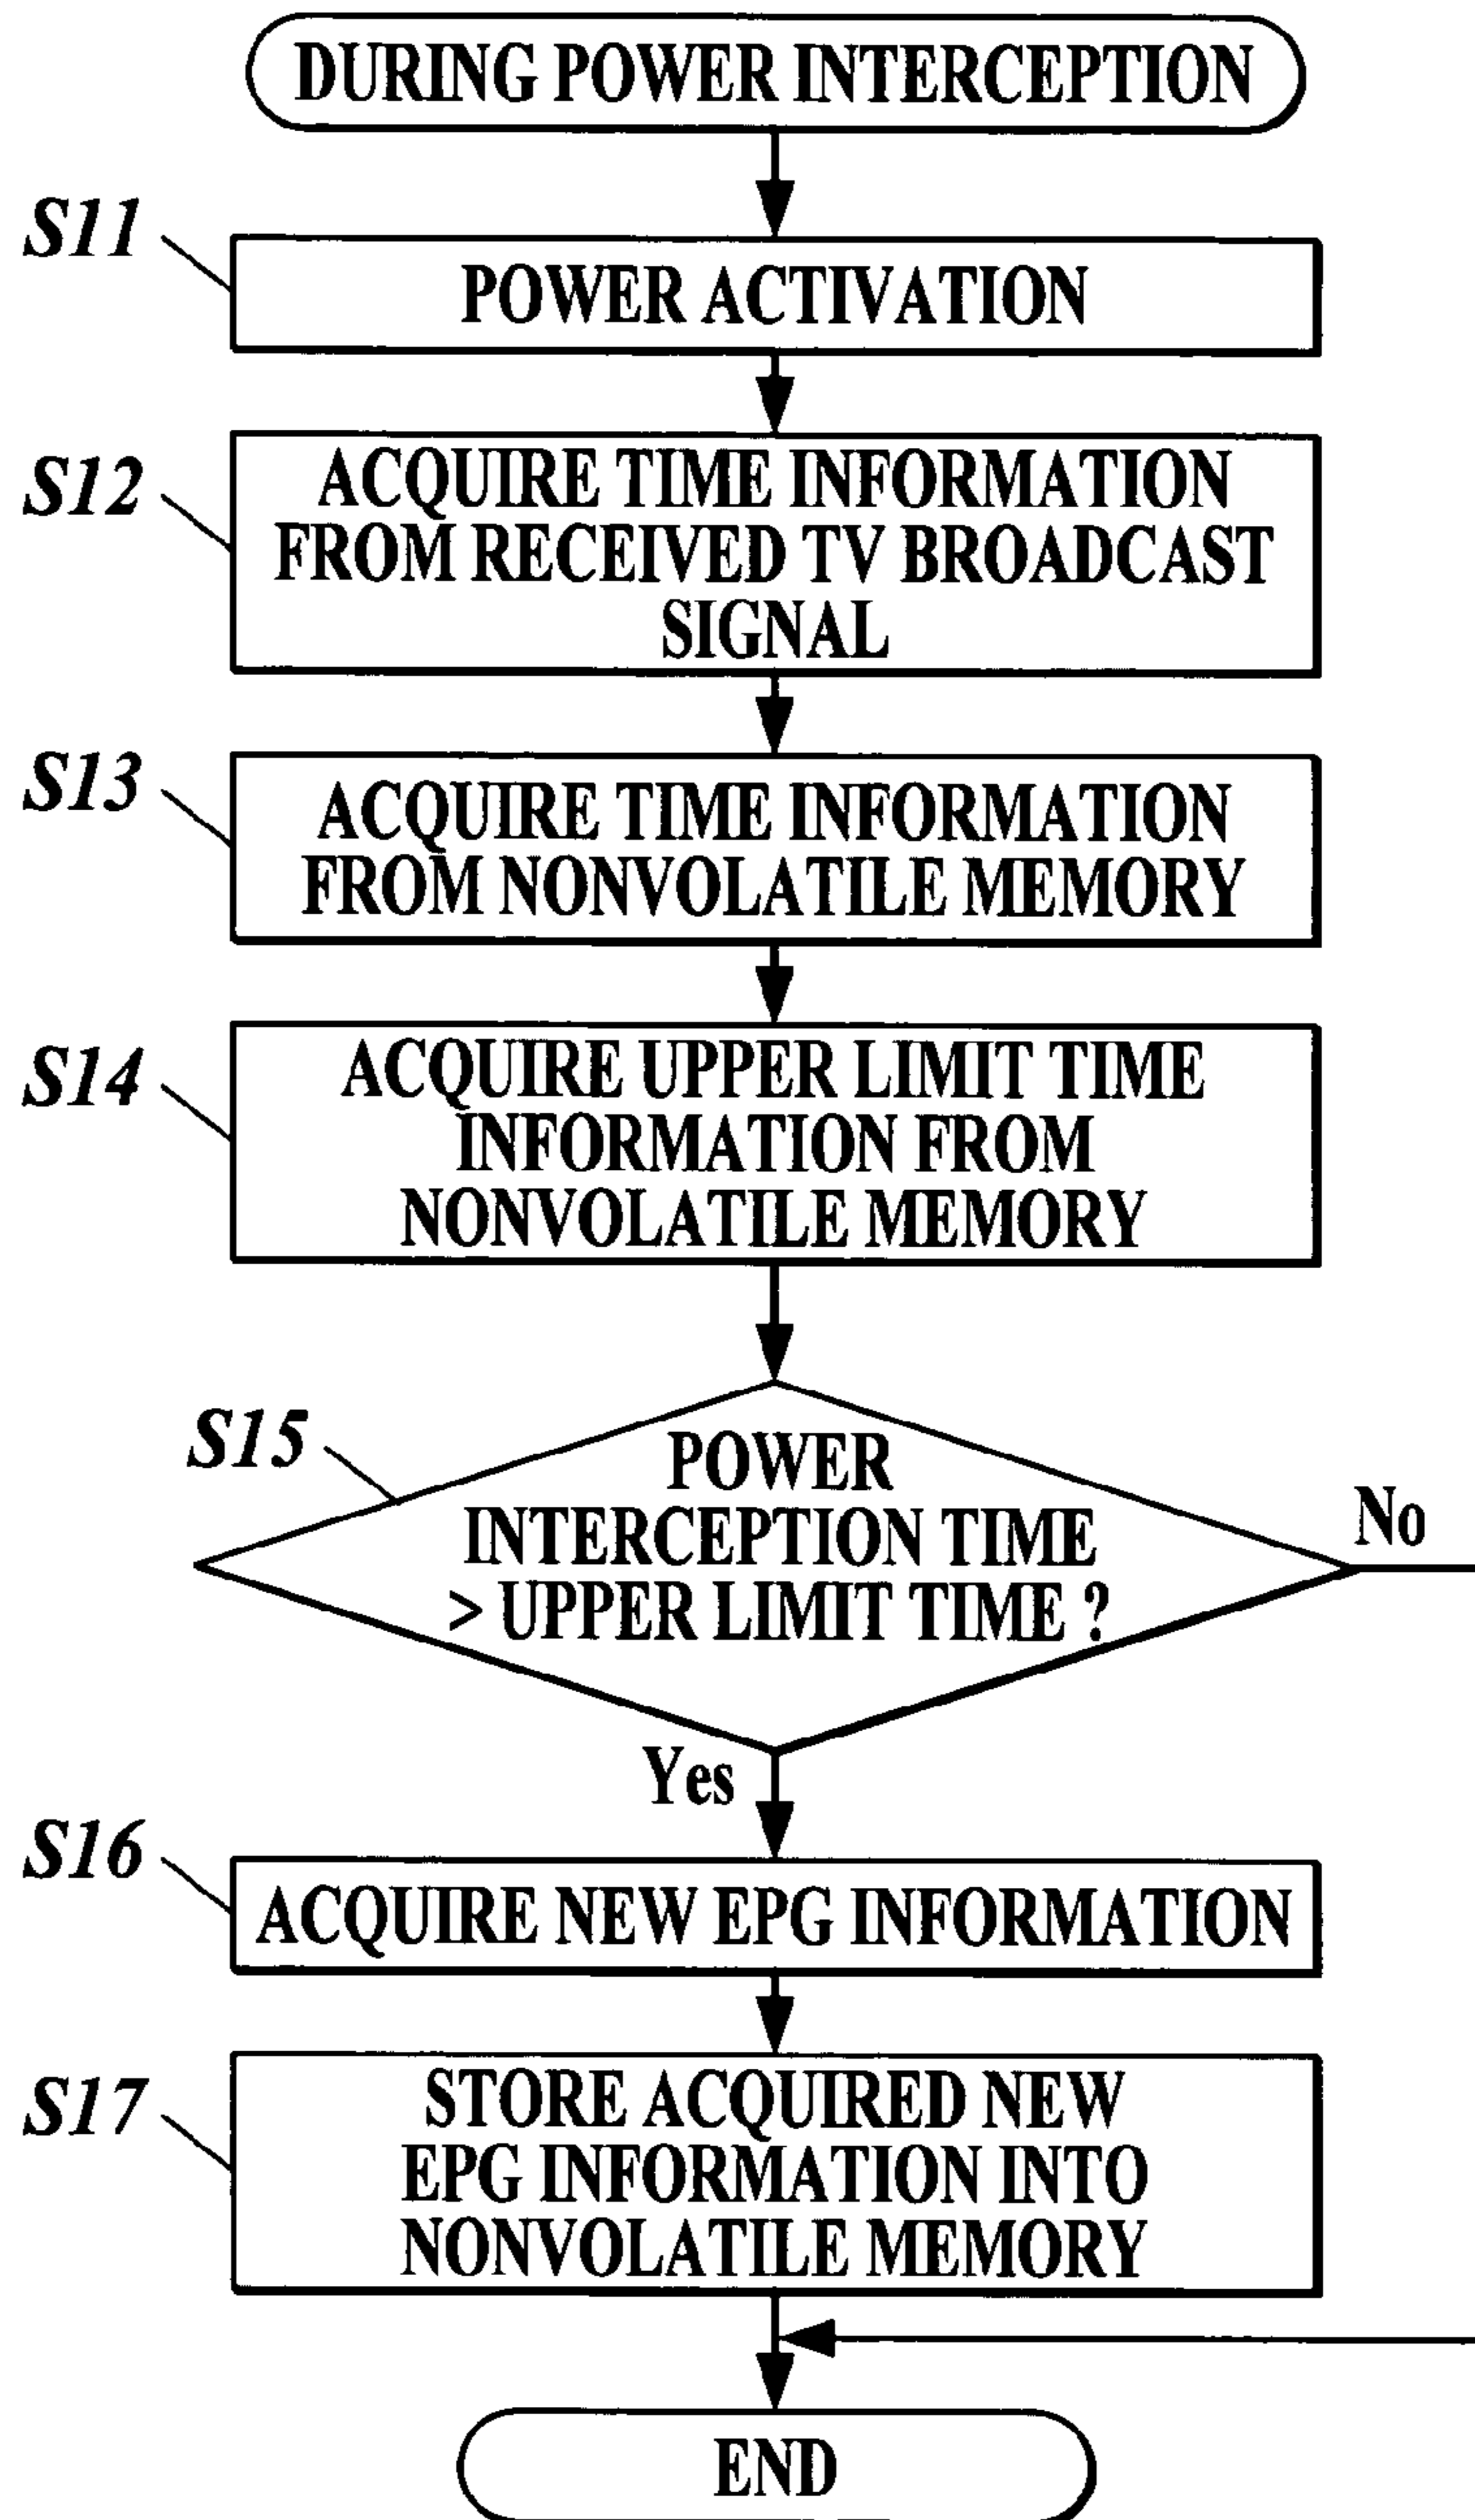 DURING POWER INTERCEPTION
S11
POWER ACTIVATION
S12
ACQUIRE TIME INFORMATION
FROM RECEIVED TV BROADCAST
SIGNAL
S13
ACQUIRE TIME INFORMATION
FROM NONVOLATILE MEMORY
S14
ACQUIRE UPPER LIMIT TIME
INFORMATION FROM
NONVOLATILE MEMORY
S15
POWER
INTERCEPTION TIME
> UPPER LIMIT TIME ?
No
Yes
S16
ACQUIRE NEW EPG INFORMATION
S17
STORE ACQUIRED NEW
EPG INFORMATION INTO
NONVOLATILE MEMORY
END